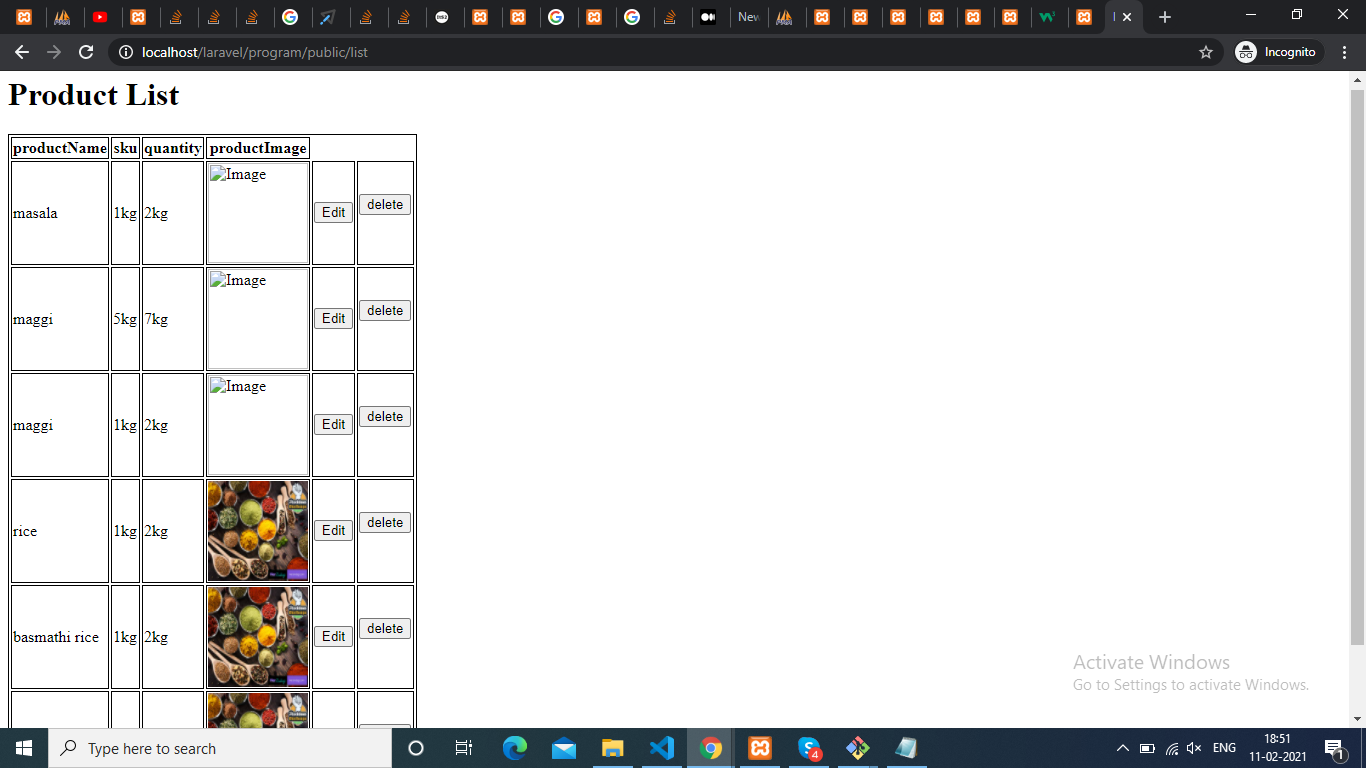 New
localhost/laravel/program/public/list
Incognito
Product List
productName sku quantity productImage
masala 1kg 2kg Image Edit delete
maggi 5kg 7kg Image Edit delete
maggi 1kg 2kg Image Edit delete
rice 1kg 2kg Edit delete
basmathi rice 1kg 2kg Edit delete
Activate Windows
Go to Settings to activate Windows.
Type here to search
4
ENG
18:51
11-02-2021
1